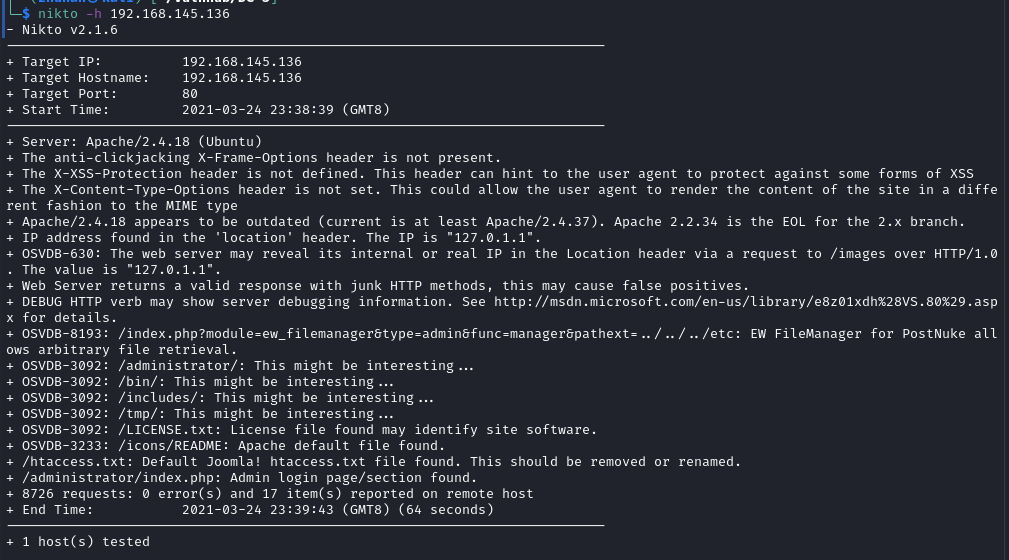 └─$ nikto -h 192.168.145.136
- Nikto v2.1.6
+ Target IP:          192.168.145.136
+ Target Hostname:    192.168.145.136
+ Target Port:        80
+ Start Time:         2021-03-24 23:38:39 (GMT8)
+ Server: Apache/2.4.18 (Ubuntu)
+ The anti-clickjacking X-Frame-Options header is not present.
+ The X-XSS-Protection header is not defined. This header can hint to the user agent to protect against some forms of XSS
+ The X-Content-Type-Options header is not set. This could allow the user agent to render the content of the site in a diffe
rent fashion to the MIME type
+ Apache/2.4.18 appears to be outdated (current is at least Apache/2.4.37). Apache 2.2.34 is the EOL for the 2.x branch.
+ IP address found in the 'location' header. The IP is "127.0.1.1".
+ OSVDB-630: The web server may reveal its internal or real IP in the Location header via a request to /images over HTTP/1.0
. The value is "127.0.1.1".
+ Web Server returns a valid response with junk HTTP methods, this may cause false positives.
+ DEBUG HTTP verb may show server debugging information. See http://msdn.microsoft.com/en-us/library/e8z01xdh%28VS.80%29.asp
x for details.
+ OSVDB-8193: /index.php?module=ew_filemanager&type=admin&func=manager&pathext=../../../etc: EW FileManager for PostNuke all
ows arbitrary file retrieval.
+ OSVDB-3092: /administrator/: This might be interesting...
+ OSVDB-3092: /bin/: This might be interesting...
+ OSVDB-3092: /includes/: This might be interesting...
+ OSVDB-3092: /tmp/: This might be interesting...
+ OSVDB-3092: /LICENSE.txt: License file found may identify site software.
+ OSVDB-3233: /icons/README: Apache default file found.
+ /htaccess.txt: Default Joomla! htaccess.txt file found. This should be removed or renamed.
+ /administrator/index.php: Admin login page/section found.
+ 8726 requests: 0 error(s) and 17 item(s) reported on remote host
+ End Time:           2021-03-24 23:39:43 (GMT8) (64 seconds)
+ 1 host(s) tested